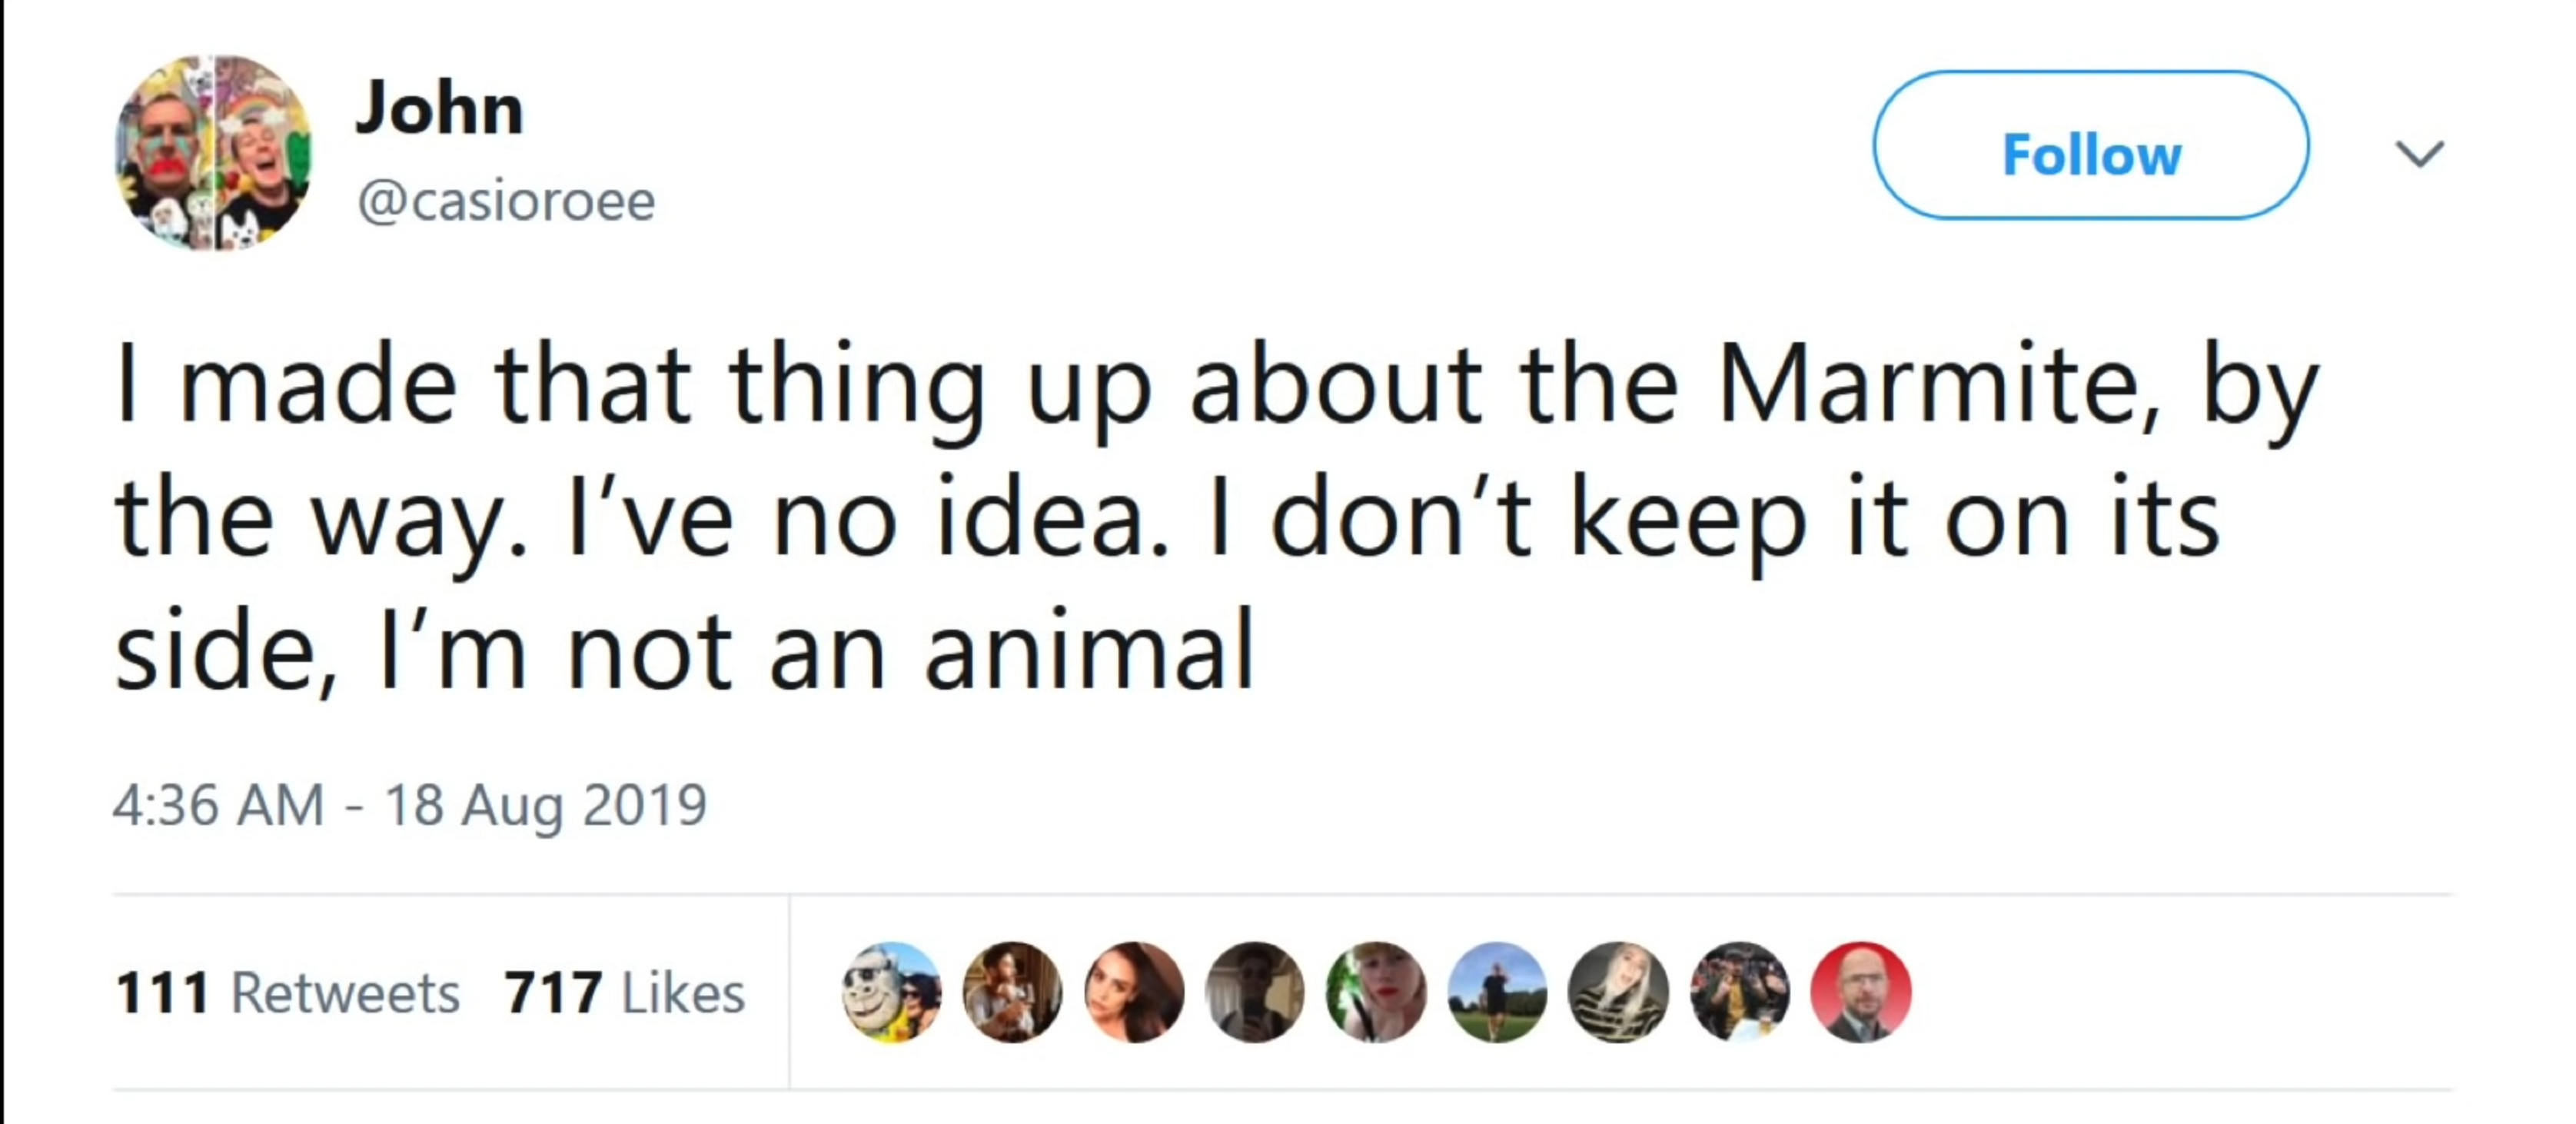 John
@casioroee
Follow
I made that thing up about the Marmite, by
the way. I’ve no idea. I don’t keep it on its
side, I’m not an animal
4:36 AM - 18 Aug 2019
111 Retweets 717 Likes